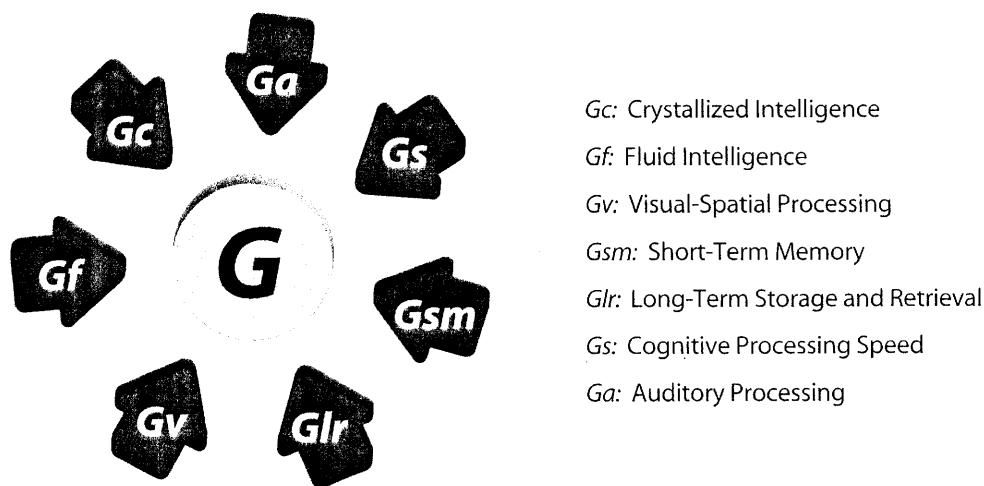 Ga
Gc
Gs
G
Gf
Gsm
Gv
Glr
Gc: Crystallized Intelligence
Gf: Fluid Intelligence
Gv: Visual-Spatial Processing
Gsm: Short-Term Memory
Glr: Long-Term Storage and Retrieval
Gs: Cognitive Processing Speed
Ga: Auditory Processing